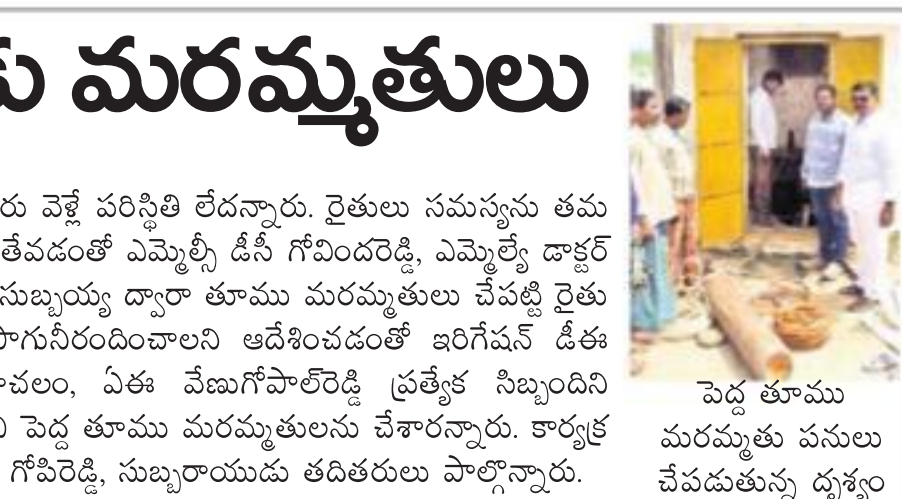 మరమ్మతులు
రు వెళ్లే పరిస్థితి లేదన్నారు. రైతులు సమస్యను తమ
తేవడంతో ఎమ్మెల్సీ డీసీ గోవిందరెడ్డి, ఎమ్మెల్యే డాక్టర్
సుబ్బయ్య ద్వారా తూము మరమ్మతులు చేపట్టి రైతు
సాగునీరందించాలని ఆదేశించడంతో ఇరిగేషన్ డీఈ
చలం, ఏఈ వేణుగోపాల్‌రెడ్డి ప్రత్యేక సిబ్బందిని
పెద్ద తూము మరమ్మతులను చేశారన్నారు. కార్యక్ర
గోపిరెడ్డి, సుబ్బరాయుడు తదితరులు పాల్గొన్నారు.
పెద్ద తూము
మరమ్మతు పనులు
చేపడుతున్న దృశ్యం